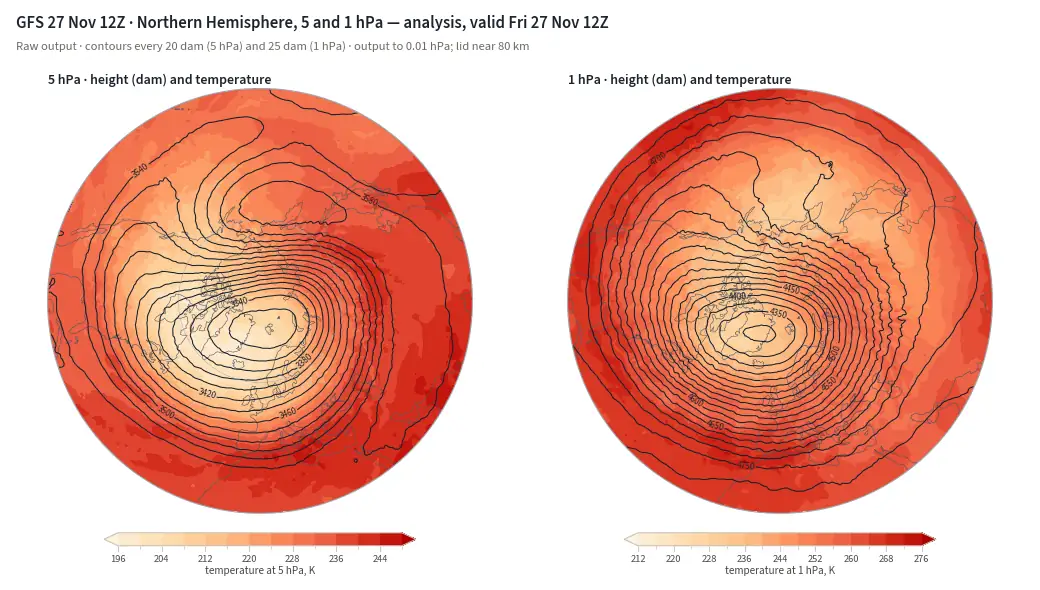 GFS 27 Nov 12Z · Northern Hemisphere, 5 and 1 hPa — analysis, valid Fri 27 Nov 12Z
Raw output · contours every 20 dam (5 hPa) and 25 dam (1 hPa) · output to 0.01 hPa; lid near 80 km
5 hPa · height (dam) and temperature
1 hPa · height (dam) and temperature
3540
3420
3460
3500
4700
4450
4400
4350
4550
4650
196 204 212 220 228 236 244
temperature at 5 hPa, K
212 220 228 236 244 252 260 268 276
temperature at 1 hPa, K